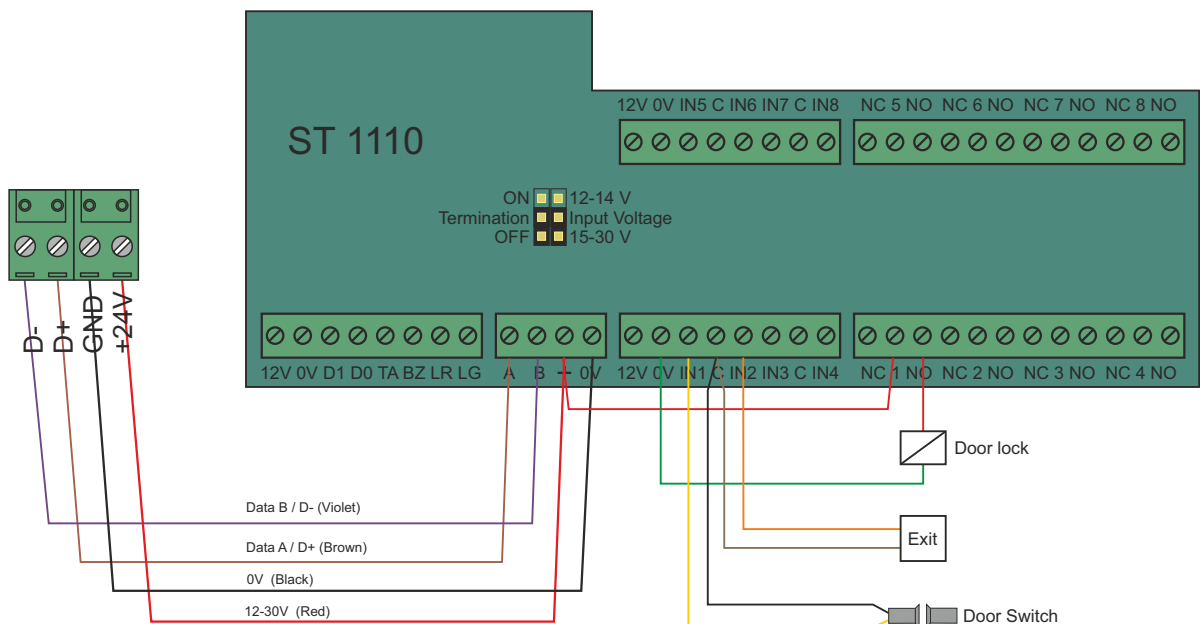 12V 0V IN5 C IN6 IN7 C IN8 NC 5 NO NC 6 NO NC 7 NO NC 8 NO
ST 1110
ON 12-14 V
Termination Input Voltage
OFF 15-30 V
D- D+ GND +24V
12V 0V D1 D0 TA BZ LR LG A B + 0V 12V 0V IN1 C IN2 IN3 C IN4 NC 1 NO NC 2 NO NC 3 NO NC 4 NO
Door lock
Data B / D- (Violet)
Exit
Data A / D+ (Brown)
0V (Black)
12-30V (Red)
Door Switch